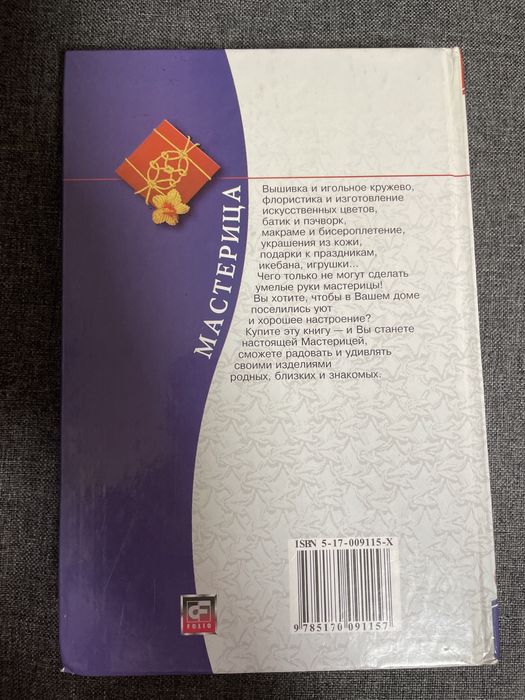 МАСТЕРИЦА
Вышивка и игольное кружево,
флористика и изготовление
искусственных цветов,
батик и пэчворк,
макраме и бисероплетение,
украшения из кожи,
подарки к праздникам,
икебана, игрушки...
Чего только не могут сделать
умелые руки мастерицы!
Вы хотите, чтобы в Вашем доме
поселились уют
и хорошее настроение?
Купите эту книгу — и Вы станете
настоящей Мастерицей,
сможете радовать и удивлять
своими изделиями
родных, близких и знакомых.
ISBN 5-17-009115-X
9 785170 091157
FOLIO